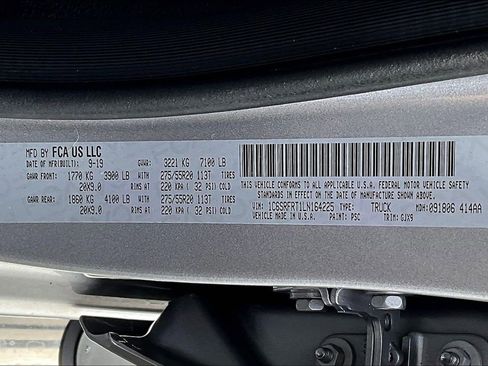 MFD BY FCA US LLC
DATE OF MFR(BUILT): 9-19 GVWR: 3221 KG 7100 LB
GAWR FRONT: 1770 KG 3900 LB WITH 275/55R20 113T TIRES
20X9.0 RIMS AT 220 KPA ( 32 PSI) COLD
GAWR REAR: 1860 KG 4100 LB WITH 275/55R20 113T TIRES
20X9.0 RIMS AT 220 KPA ( 32 PSI) COLD
THIS VEHICLE CONFORMS TO ALL APPLICABLE U.S.A. FEDERAL MOTOR VEHICLE SAFETY
STANDARDS IN EFFECT ON THE DATE OF MANUFACTURE SHOWN ABOVE.
VIN: 1C6SRFRT1LN164225 TYPE: TRUCK MDH: 091806 414AA
VEHICLE MADE IN U.S.A. PAINT: PSC TRIM: GJX9